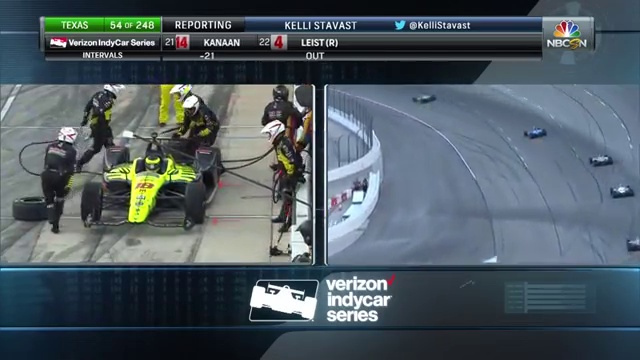 TEXAS 54 OF 248 REPORTING KELLI STAVAST @KelliStavast
Verizon IndyCar Series 21 14 KANAAN 22 4 LEIST (R) NBCSN
INTERVALS -21 OUT
18
verizon
indycar
series